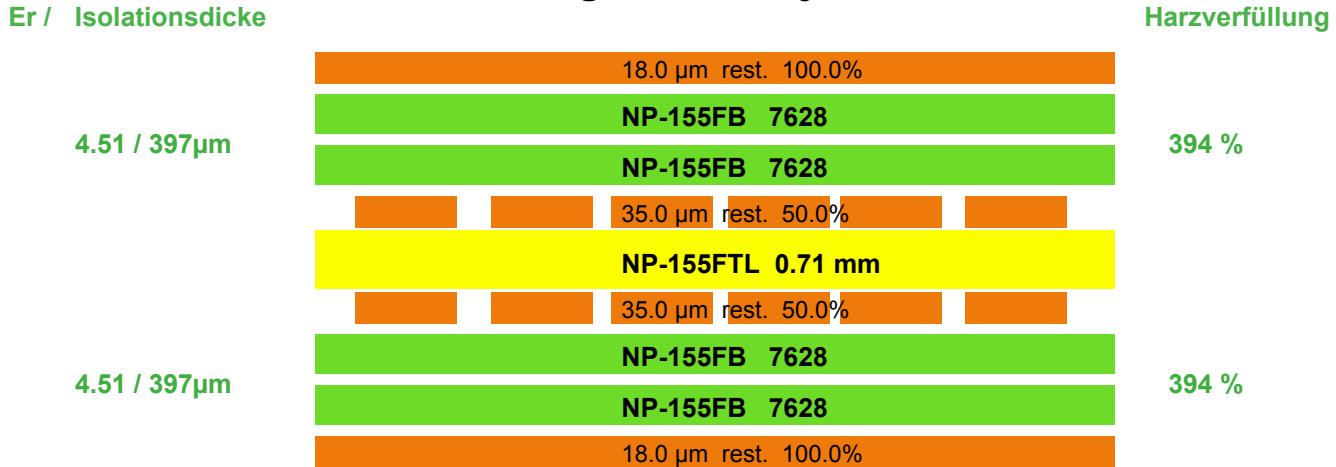 Er / Isolationsdicke Harzverfüllung
18.0 µm rest. 100.0%
NP-155FB 7628
4.51 / 397µm 394 %
NP-155FB 7628
35.0 µm rest. 50.0%
NP-155FTL 0.71 mm
35.0 µm rest. 50.0%
NP-155FB 7628
4.51 / 397µm 394 %
NP-155FB 7628
18.0 µm rest. 100.0%